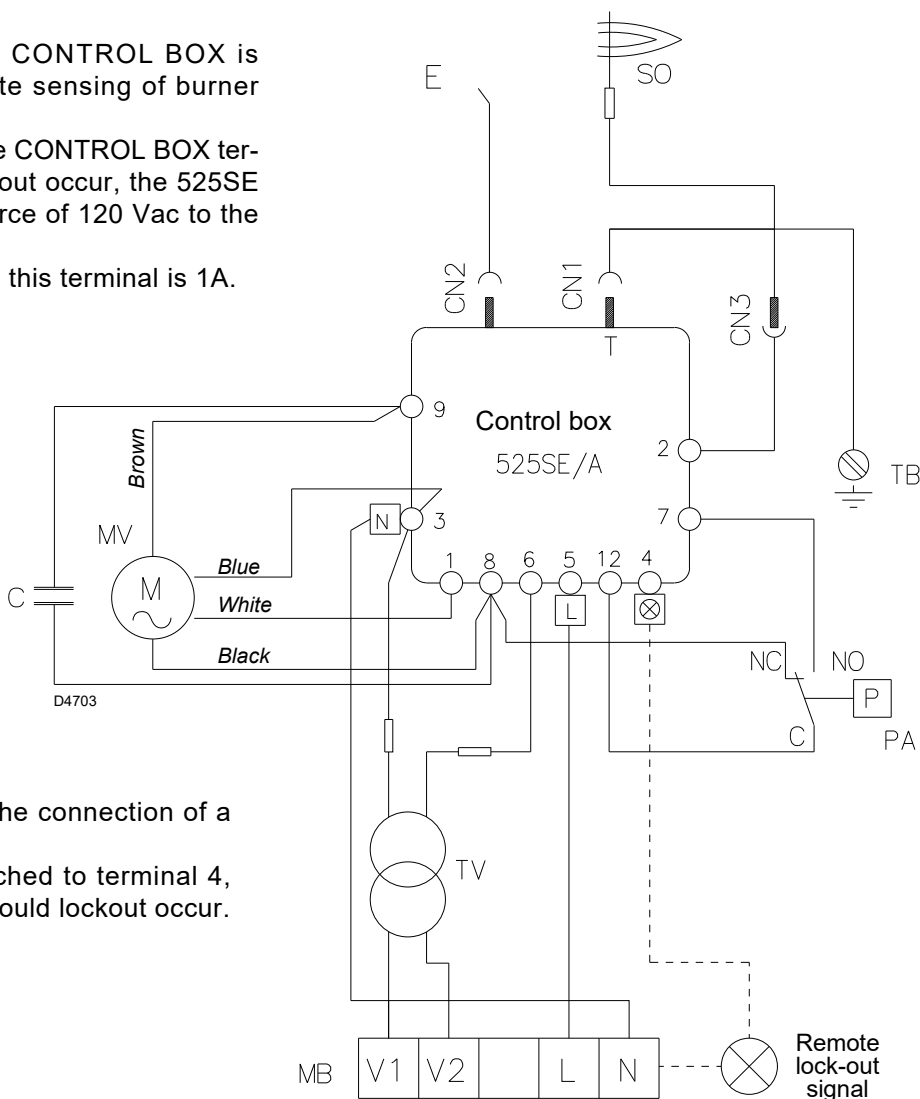 CONTROL BOX is
te sensing of burner
e CONTROL BOX ter-
out occur, the 525SE
rce of 120 Vac to the
this terminal is 1A.
E
SO
CN2
CN1
CN3
T
9
Control box
525SE/A
2
TB
Brown
N
3
7
MV
M
C
Blue
White
Black
1
8
6
5
12
4
L
NC
NO
P
C
PA
D4703
he connection of a
ched to terminal 4,
ould lockout occur.
TV
MB
V1
V2
L
N
Remote
lock-out
signal